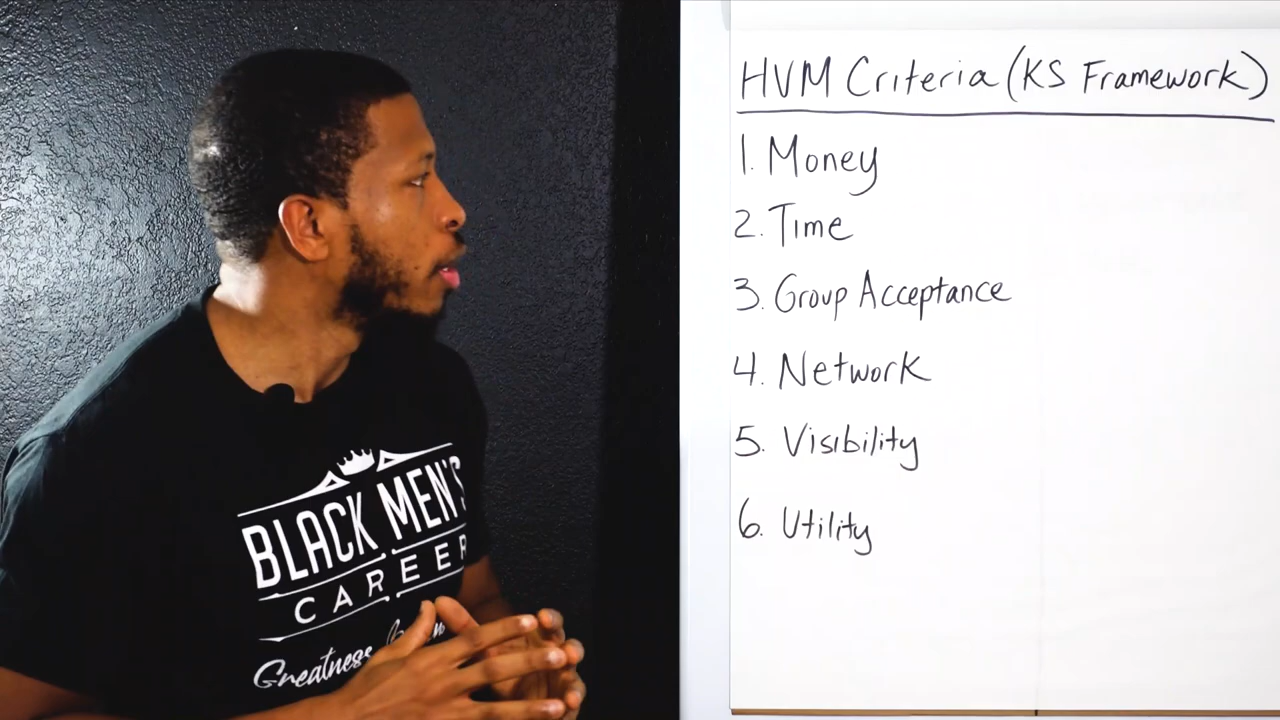 HVM Criteria (KS Framework)
1. Money
2. Time
3. Group Acceptance
4. Network
5. Visibility
6. Utility
BLACK MEN'S
CAREER
Greatness